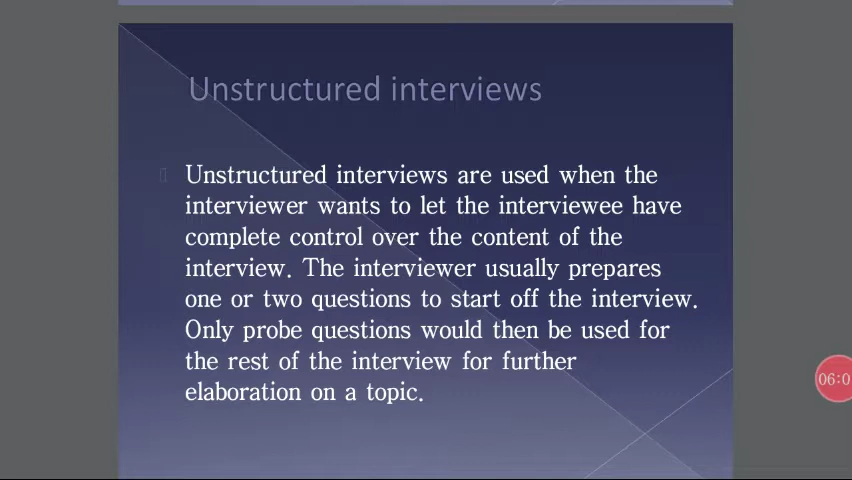 Unstructured interviews
Unstructured interviews are used when the
interviewer wants to let the interviewee have
complete control over the content of the
interview. The interviewer usually prepares
one or two questions to start off the interview.
Only probe questions would then be used for
the rest of the interview for further
elaboration on a topic.
06:0